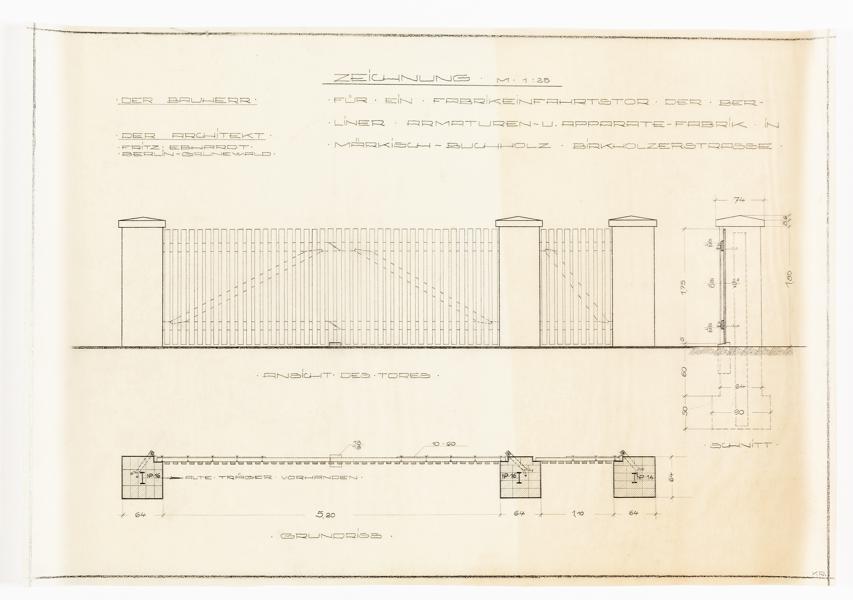 ZEICHNUNG · M · 1:25
· DER BAUHERR ·
· FÜR · EIN · FABRIKEINFAHRTSTOR · DER · BER-
· LINER · ARMATUREN-U. APPARATE-FABRIK · IN
· DER ARCHITEKT ·
· FRITZ · EBHARDT ·
· BERLIN-GRUNEWALD ·
· MÄRKISCH-BUCHHOLZ · BIRKHOLZERSTRASSE ·
74
1,75
1,80
· ANSICHT · DES · TORES ·
60
64
30
90
· SCHNITT ·
10·20
NP·16
ALTE · TRÄGER · VORHANDEN ·
NP·16
NP·14
64
64
5,20
64
1,10
64
· GRUNDRISS ·